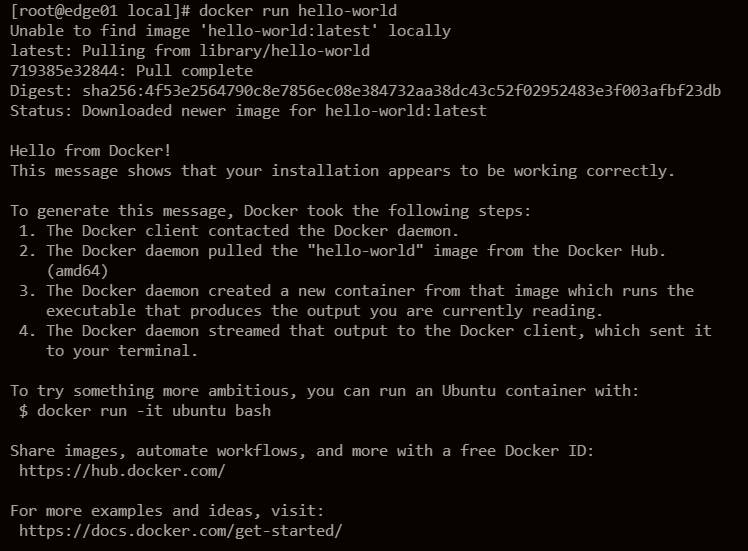 [root@edge01 local]# docker run hello-world
Unable to find image 'hello-world:latest' locally
latest: Pulling from library/hello-world
719385e32844: Pull complete
Digest: sha256:4f53e2564790c8e7856ec08e384732aa38dc43c52f02952483e3f003afbf23db
Status: Downloaded newer image for hello-world:latest

Hello from Docker!
This message shows that your installation appears to be working correctly.

To generate this message, Docker took the following steps:
 1. The Docker client contacted the Docker daemon.
 2. The Docker daemon pulled the "hello-world" image from the Docker Hub.
    (amd64)
 3. The Docker daemon created a new container from that image which runs the
    executable that produces the output you are currently reading.
 4. The Docker daemon streamed that output to the Docker client, which sent it
    to your terminal.

To try something more ambitious, you can run an Ubuntu container with:
 $ docker run -it ubuntu bash

Share images, automate workflows, and more with a free Docker ID:
 https://hub.docker.com/

For more examples and ideas, visit:
 https://docs.docker.com/get-started/